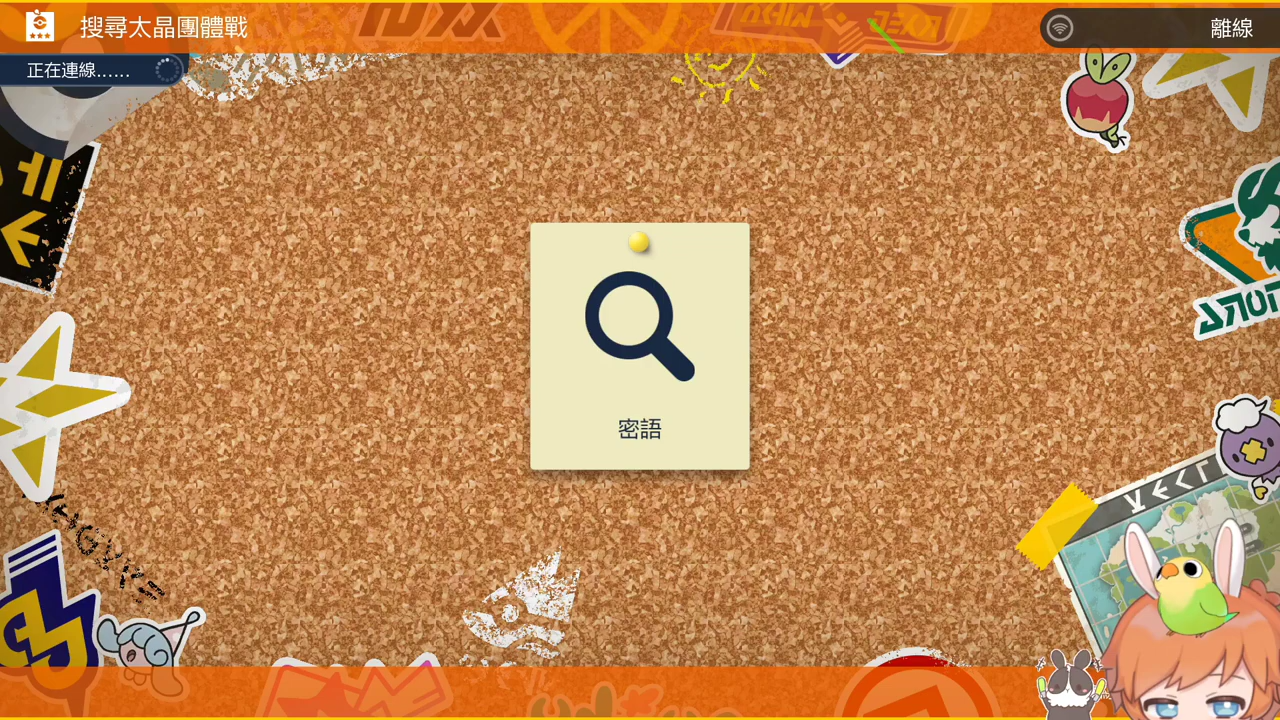 搜尋太晶團體戰
離線
正在連線......
密語